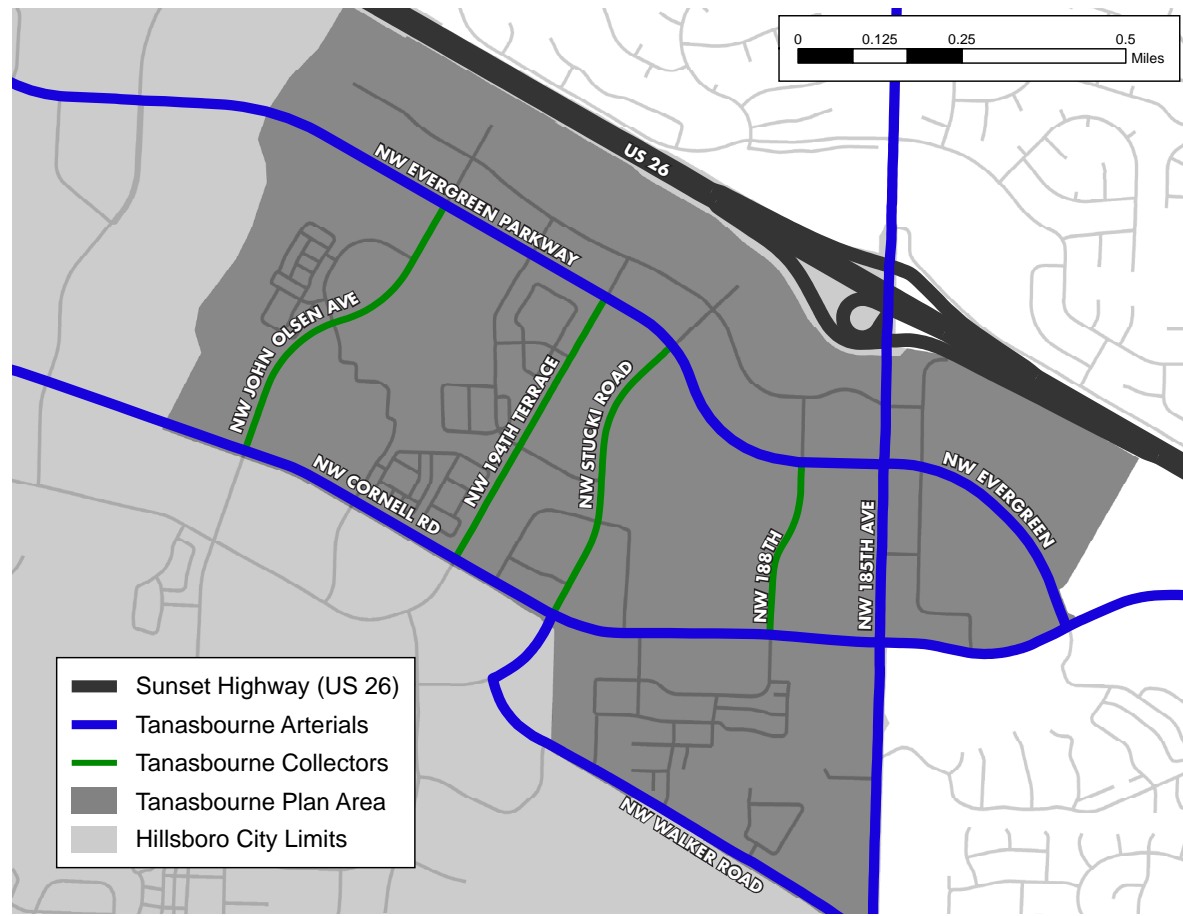 0 0.125 0.25 0.5
Miles
US 26
NW EVERGREEN PARKWAY
NW JOHN OLSEN AVE
NW 194TH TERRACE
NW STUCKI ROAD
NW CORNELL RD
NW EVERGREEN
NW 185TH AVE
NW 188TH
NW WALKER ROAD
Sunset Highway (US 26)
Tanasbourne Arterials
Tanasbourne Collectors
Tanasbourne Plan Area
Hillsboro City Limits